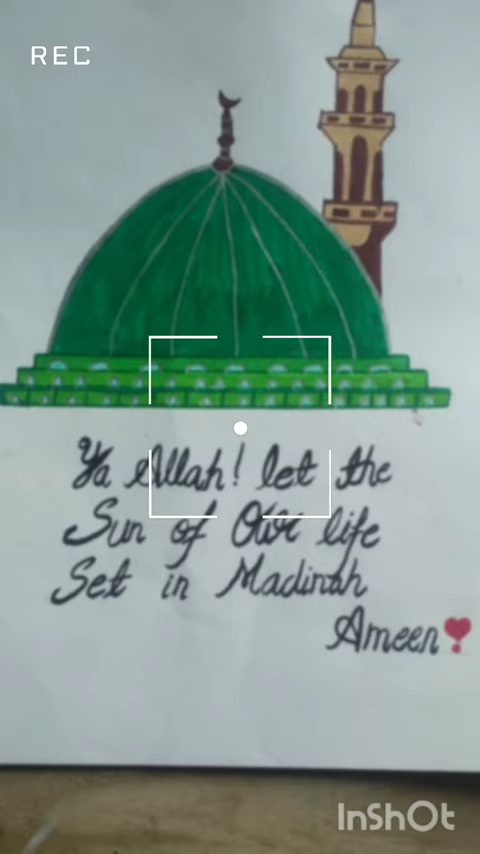 REC
Ya Allah! let the
Sun of Our life
Set in Madinah
Ameen
InShOt